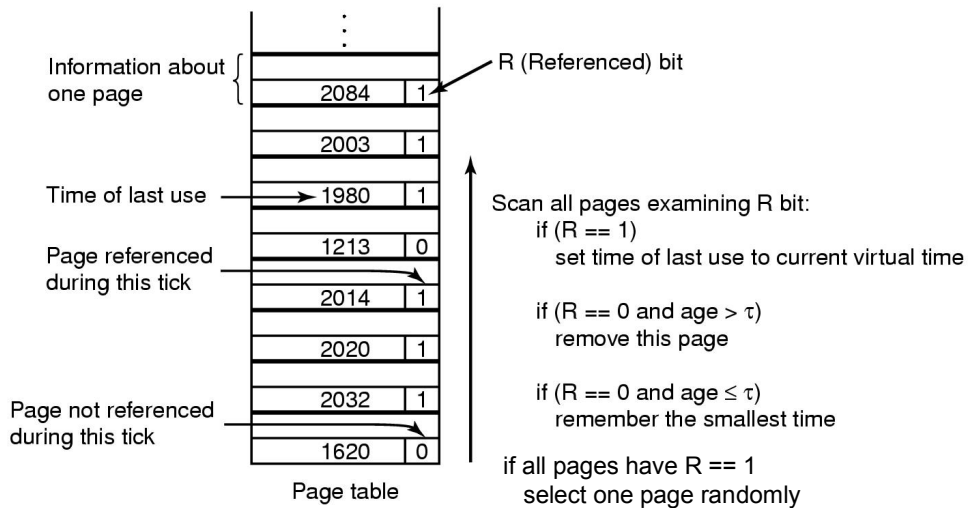 Information about
one page
2084 1
R (Referenced) bit
2003 1
Time of last use
1980 1
1213 0
Page referenced
during this tick
2014 1
2020 1
2032 1
Page not referenced
during this tick
1620 0
Page table
Scan all pages examining R bit:
if (R == 1)
set time of last use to current virtual time
if (R == 0 and age > τ)
remove this page
if (R == 0 and age ≤ τ)
remember the smallest time
if all pages have R == 1
select one page randomly